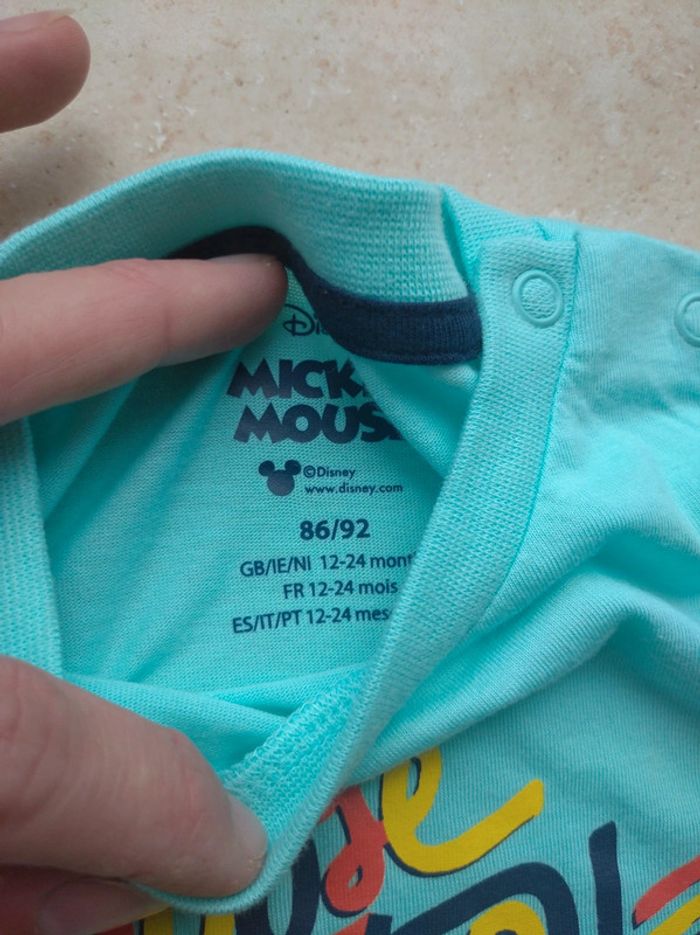 MICK
MOUS
©Disney
www.disney.com
86/92
GB/IE/NI 12-24 mont
FR 12-24 mois
ES/IT/PT 12-24 mes